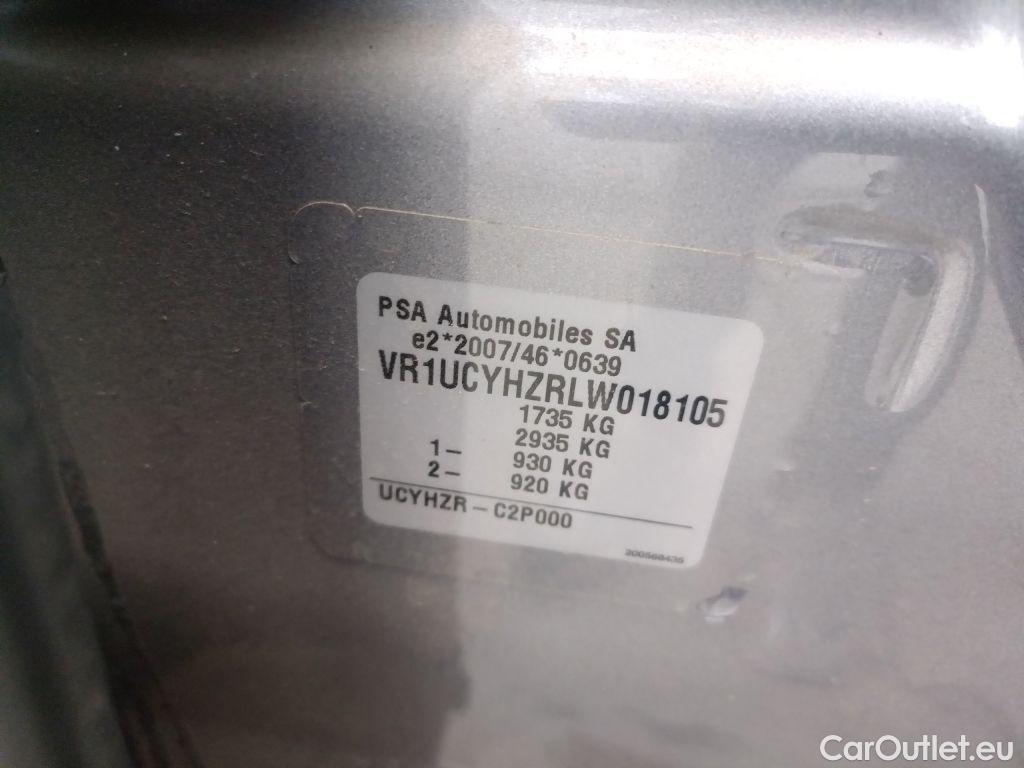 PSA Automobiles SA
e2*2007/46*0639
VR1UCYHZRLW018105
1735 KG
2935 KG
1– 930 KG
2– 920 KG
UCYHZR – C2P000
300568435
CarOutlet.eu